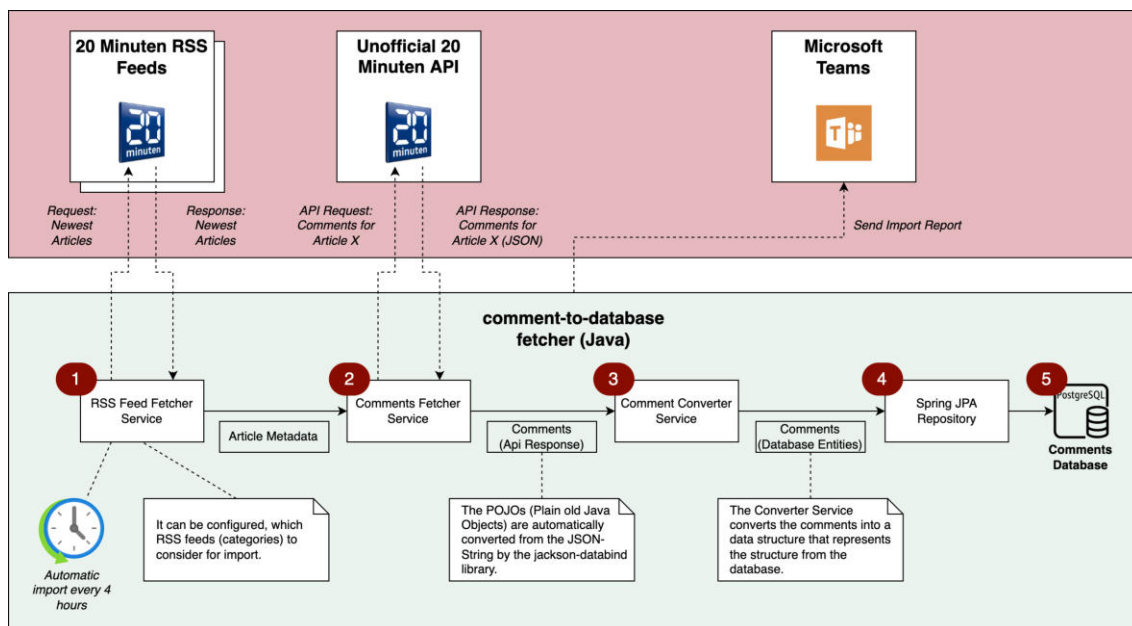 20 Minuten RSS
Feeds
20
minuten
Unofficial 20
Minuten API
20
minuten
Microsoft
Teams
T
Request:
Newest
Articles
Response:
Newest
Articles
API Request:
Comments for
Article X
API Response:
Comments for
Article X (JSON)
Send Import Report
comment-to-database
fetcher (Java)
1
RSS Feed Fetcher
Service
Article Metadata
2
Comments Fetcher
Service
Comments
(Api Response)
3
Comment Converter
Service
Comments
(Database Entities)
4
Spring JPA
Repository
5
PostgreSQL
Comments
Database
Automatic
import every 4
hours
It can be configured, which
RSS feeds (categories) to
consider for import.
The POJOs (Plain old Java
Objects) are automatically
converted from the JSON-
String by the jackson-databind
library.
The Converter Service
converts the comments into a
data structure that represents
the structure from the
database.